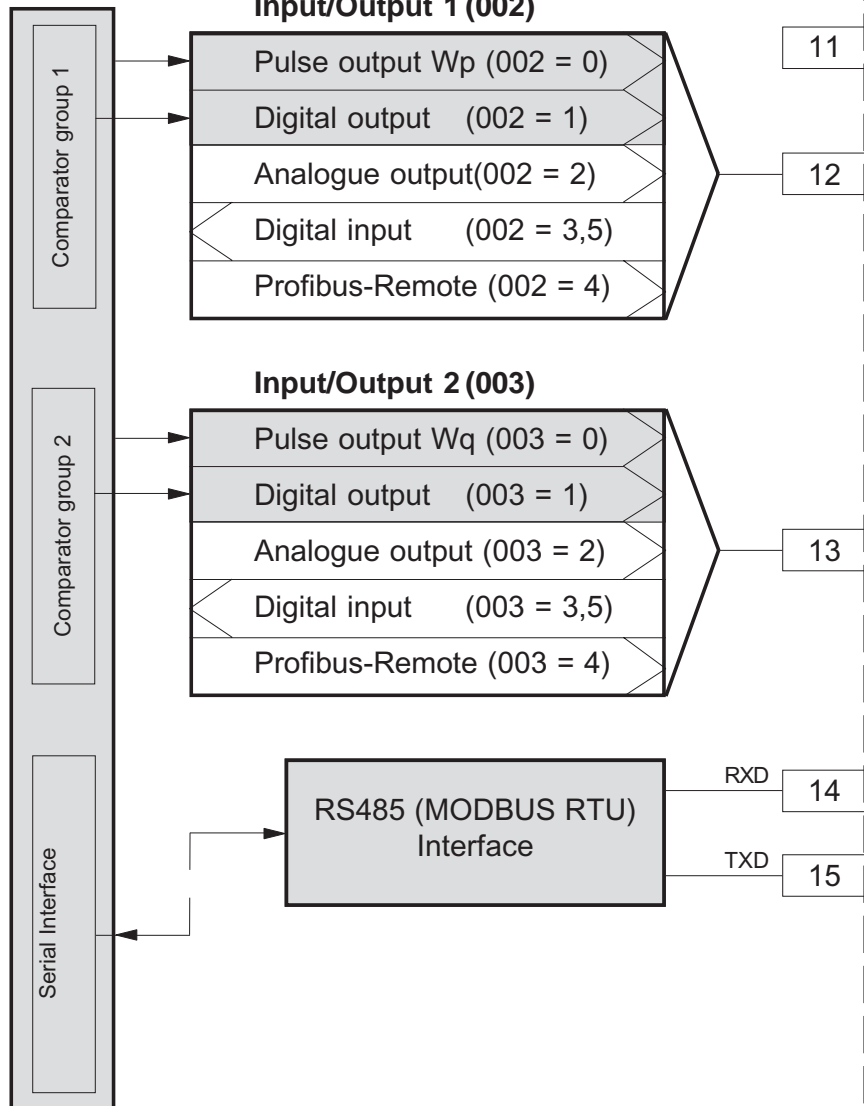 Input/Output 1 (002)
Comparator group 1
Pulse output Wp (002 = 0)
Digital output (002 = 1)
Analogue output(002 = 2)
Digital input (002 = 3,5)
Profibus-Remote (002 = 4)
11
12
Input/Output 2 (003)
Comparator group 2
Pulse output Wq (003 = 0)
Digital output (003 = 1)
Analogue output (003 = 2)
Digital input (003 = 3,5)
Profibus-Remote (003 = 4)
13
Serial Interface
RS485 (MODBUS RTU)
Interface
RXD
14
TXD
15